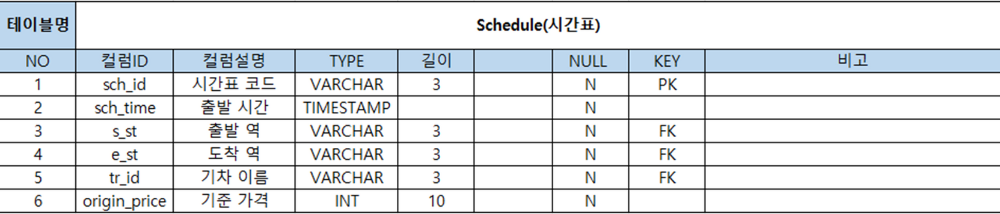 테이블명 Schedule(시간표)
NO 컬럼ID 컬럼설명 TYPE 길이 NULL KEY 비고
1 sch_id 시간표 코드 VARCHAR 3 N PK
2 sch_time 출발 시간 TIMESTAMP N
3 s_st 출발 역 VARCHAR 3 N FK
4 e_st 도착 역 VARCHAR 3 N FK
5 tr_id 기차 이름 VARCHAR 3 N FK
6 origin_price 기준 가격 INT 10 N